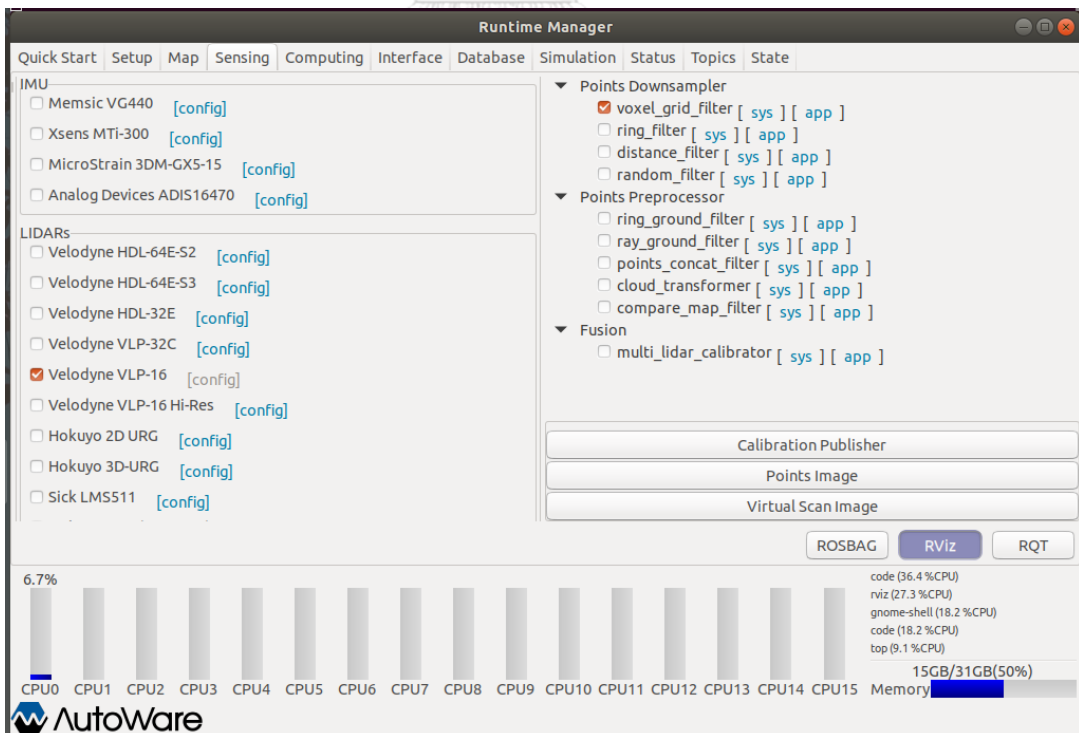 Runtime Manager
Quick Start Setup Map Sensing Computing Interface Database Simulation Status Topics State
IMU
Memsic VG440 [config]
Xsens MTi-300 [config]
MicroStrain 3DM-GX5-15 [config]
Analog Devices ADIS16470 [config]
LIDARs
Velodyne HDL-64E-S2 [config]
Velodyne HDL-64E-S3 [config]
Velodyne HDL-32E [config]
Velodyne VLP-32C [config]
Velodyne VLP-16 [config]
Velodyne VLP-16 Hi-Res [config]
Hokuyo 2D URG [config]
Hokuyo 3D-URG [config]
Sick LMS511 [config]
Points Downsampler
voxel_grid_filter [ sys ] [ app ]
ring_filter [ sys ] [ app ]
distance_filter [ sys ] [ app ]
random_filter [ sys ] [ app ]
Points Preprocessor
ring_ground_filter [ sys ] [ app ]
ray_ground_filter [ sys ] [ app ]
points_concat_filter [ sys ] [ app ]
cloud_transformer [ sys ] [ app ]
compare_map_filter [ sys ] [ app ]
Fusion
multi_lidar_calibrator [ sys ] [ app ]
Calibration Publisher
Points Image
Virtual Scan Image
ROSBAG RViz RQT
6.7%
CPU0 CPU1 CPU2 CPU3 CPU4 CPU5 CPU6 CPU7 CPU8 CPU9 CPU10 CPU11 CPU12 CPU13 CPU14 CPU15
code (36.4 %CPU)
rviz (27.3 %CPU)
gnome-shell (18.2 %CPU)
code (18.2 %CPU)
top (9.1 %CPU)
15GB/31GB(50%)
Memory
AutoWare